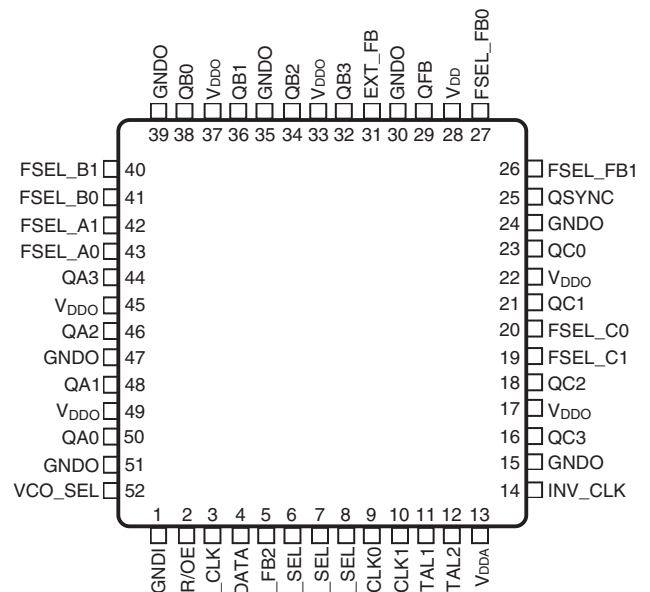 GNDO QB0 VDDO QB1 GNDO QB2 VDDO QB3 EXT_FB GNDO QFB VDD FSEL_FB0
39 38 37 36 35 34 33 32 31 30 29 28 27
FSEL_B1 40 26 FSEL_FB1
FSEL_B0 41 25 QSYNC
FSEL_A1 42 24 GNDO
FSEL_A0 43 23 QC0
QA3 44 22 VDDO
VDDO 45 21 QC1
QA2 46 20 FSEL_C0
GNDO 47 19 FSEL_C1
QA1 48 18 QC2
VDDO 49 17 VDDO
QA0 50 16 QC3
GNDO 51 15 GNDO
VCO_SEL 52 14 INV_CLK
1 2 3 4 5 6 7 8 9 10 11 12 13
GNDI R/OE _CLK DATA _FB2 _SEL _SEL _SEL CLK0 CLK1 TAL1 TAL2 VDDA